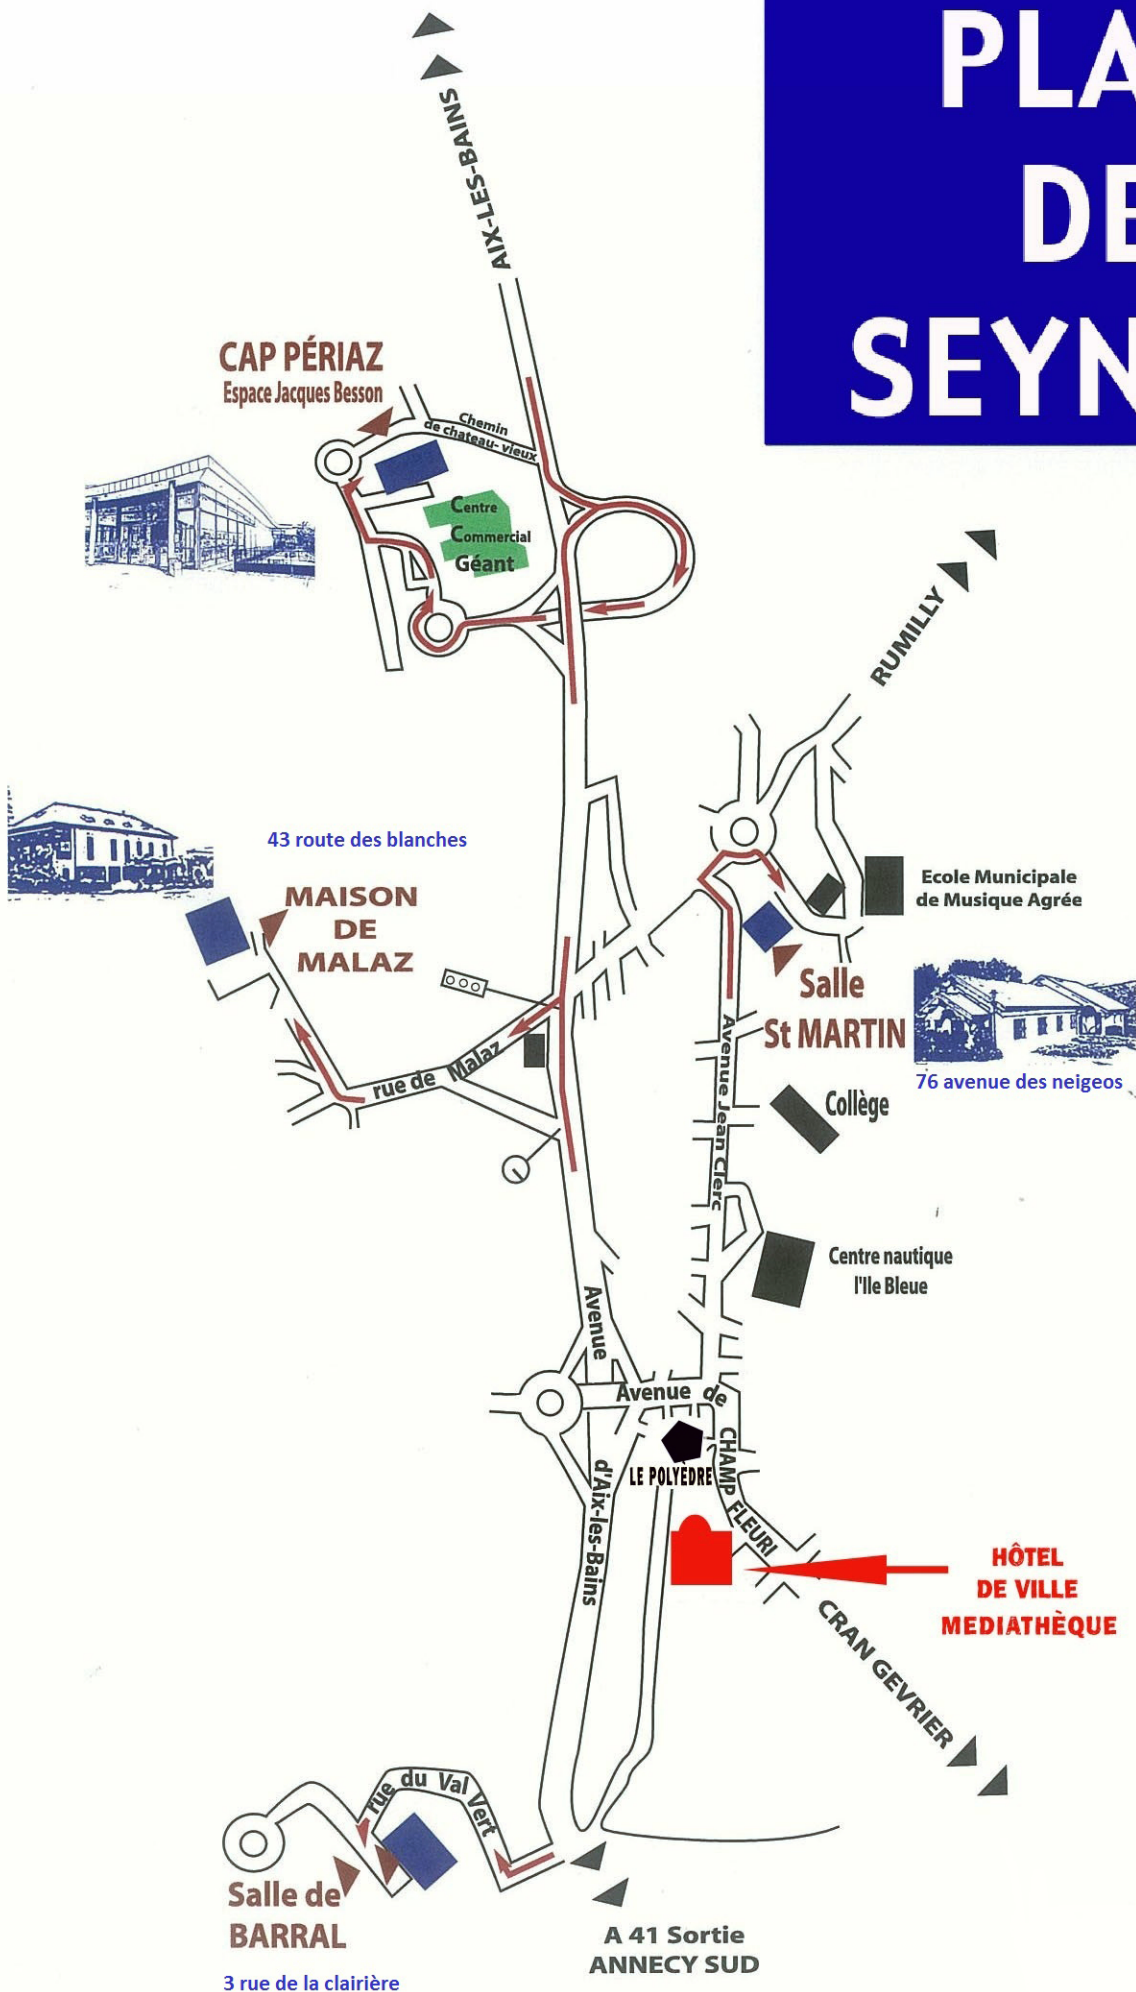 PLA
DE
SEYN
AIX-LES-BAINS
CAP PÉRIAZ
Espace Jacques Besson
Chemin
de chateau-vieux
Centre
Commercial
Géant
RUMILLY
43 route des blanches
MAISON
DE
MALAZ
Ecole Municipale
de Musique Agrée
Salle
St MARTIN
76 avenue des neigeos
rue de Malaz
Avenue Jean Clerc
Collège
Centre nautique
l'Ile Bleue
Avenue
d'Aix-les-Bains
Avenue de
CHAMP FLEURI
LE POLYÈDRE
HÔTEL
DE VILLE
MEDIATHÈQUE
CRAN GEVRIER
rue du Val Vert
Salle de
BARRAL
3 rue de la clairière
A 41 Sortie
ANNECY SUD